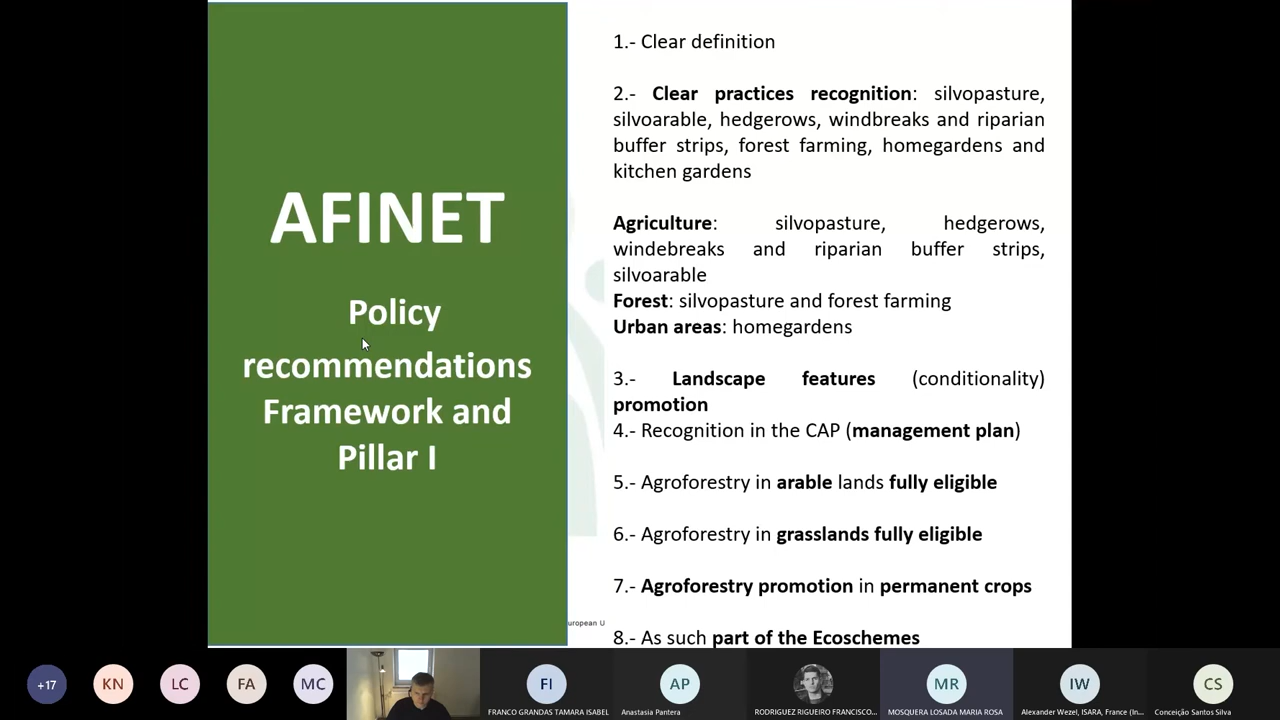 AFINET
Policy
recommendations
Framework and
Pillar I
1.- Clear definition
2.- Clear practices recognition: silvopasture,
silvoarable, hedgerows, windbreaks and riparian
buffer strips, forest farming, homegardens and
kitchen gardens
Agriculture: silvopasture, hedgerows,
windebreaks and riparian buffer strips,
silvoarable
Forest: silvopasture and forest farming
Urban areas: homegardens
3.- Landscape features (conditionality)
promotion
4.- Recognition in the CAP (management plan)
5.- Agroforestry in arable lands fully eligible
6.- Agroforestry in grasslands fully eligible
7.- Agroforestry promotion in permanent crops
8.- As such part of the Ecoschemes
uropean U
+17
KN
LC
FA
MC
FI
FRANCO GRANDAS TAMARA ISABEL
AP
Anastasia Pantera
RODRIGUEZ RIGUEIRO FRANCISCO...
MR
MOSQUERA LOSADA MARIA ROSA
IW
Alexander Wezel, ISARA, France (In...
CS
Conceição Santos Silva